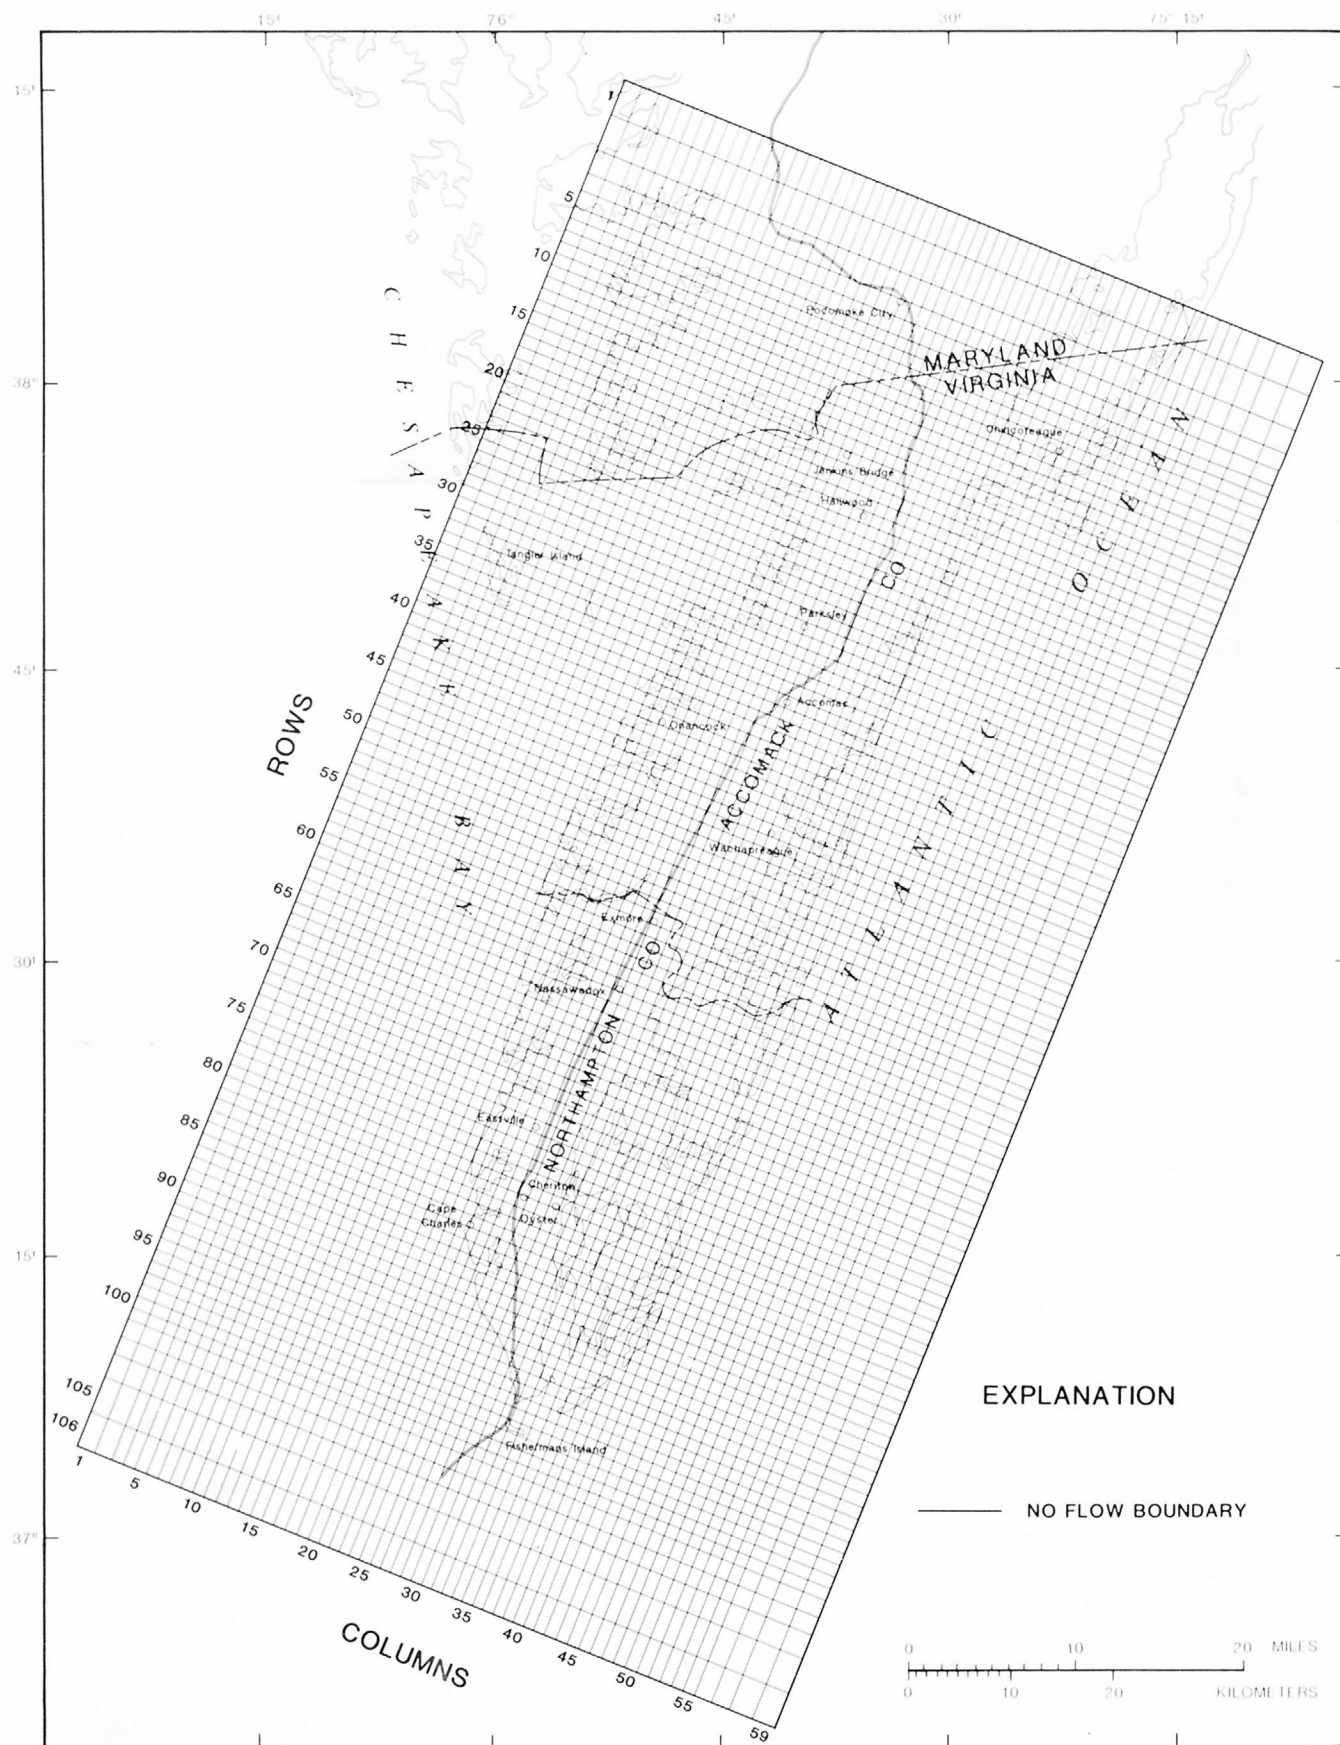 15' 76° 45' 30' 75° 15'
15'
38°
45'
30'
15'
37°
1
5
10
15
20
25
30
35
40
45
50
55
60
65
70
75
80
85
90
95
100
105
106
ROWS
1
5
10
15
20
25
30
35
40
45
50
55
59
COLUMNS
CHESAPEAKE
BAY
ATLANTIC OCEAN
MARYLAND
VIRGINIA
Pocomoke City
Chincoteague
Jenkins Bridge
Hallwood
Tangier Island
Parksley
Accomac
Onancock
ACCOMACK CO
Wachapreague
Exmore
Nassawadox
NORTHAMPTON CO
Eastville
Cheriton
Cape
Charles
Oyster
Fishermans Island
EXPLANATION
NO FLOW BOUNDARY
0 10 20 MILES
0 10 20 KILOMETERS